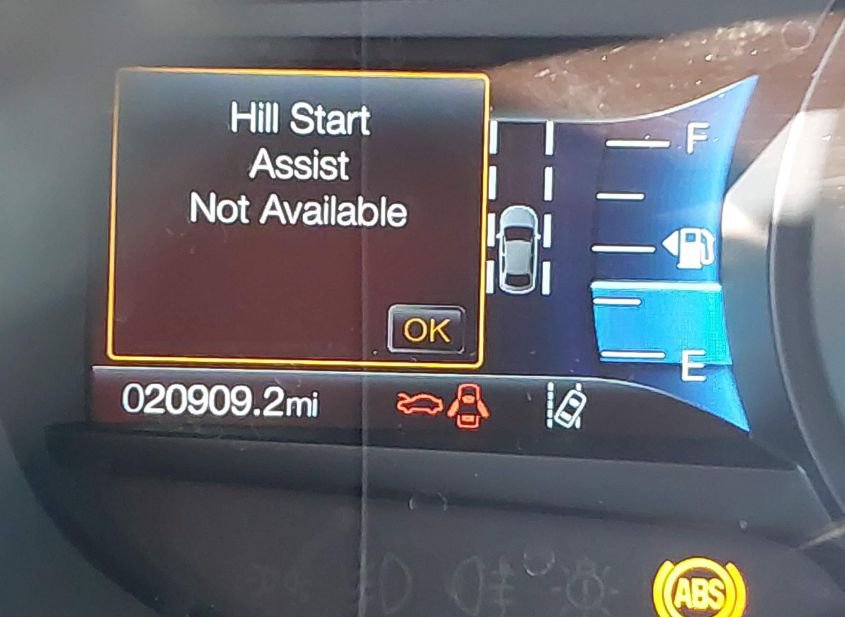 Hill Start
Assist
Not Available
OK
F
E
020909.2mi
ABS